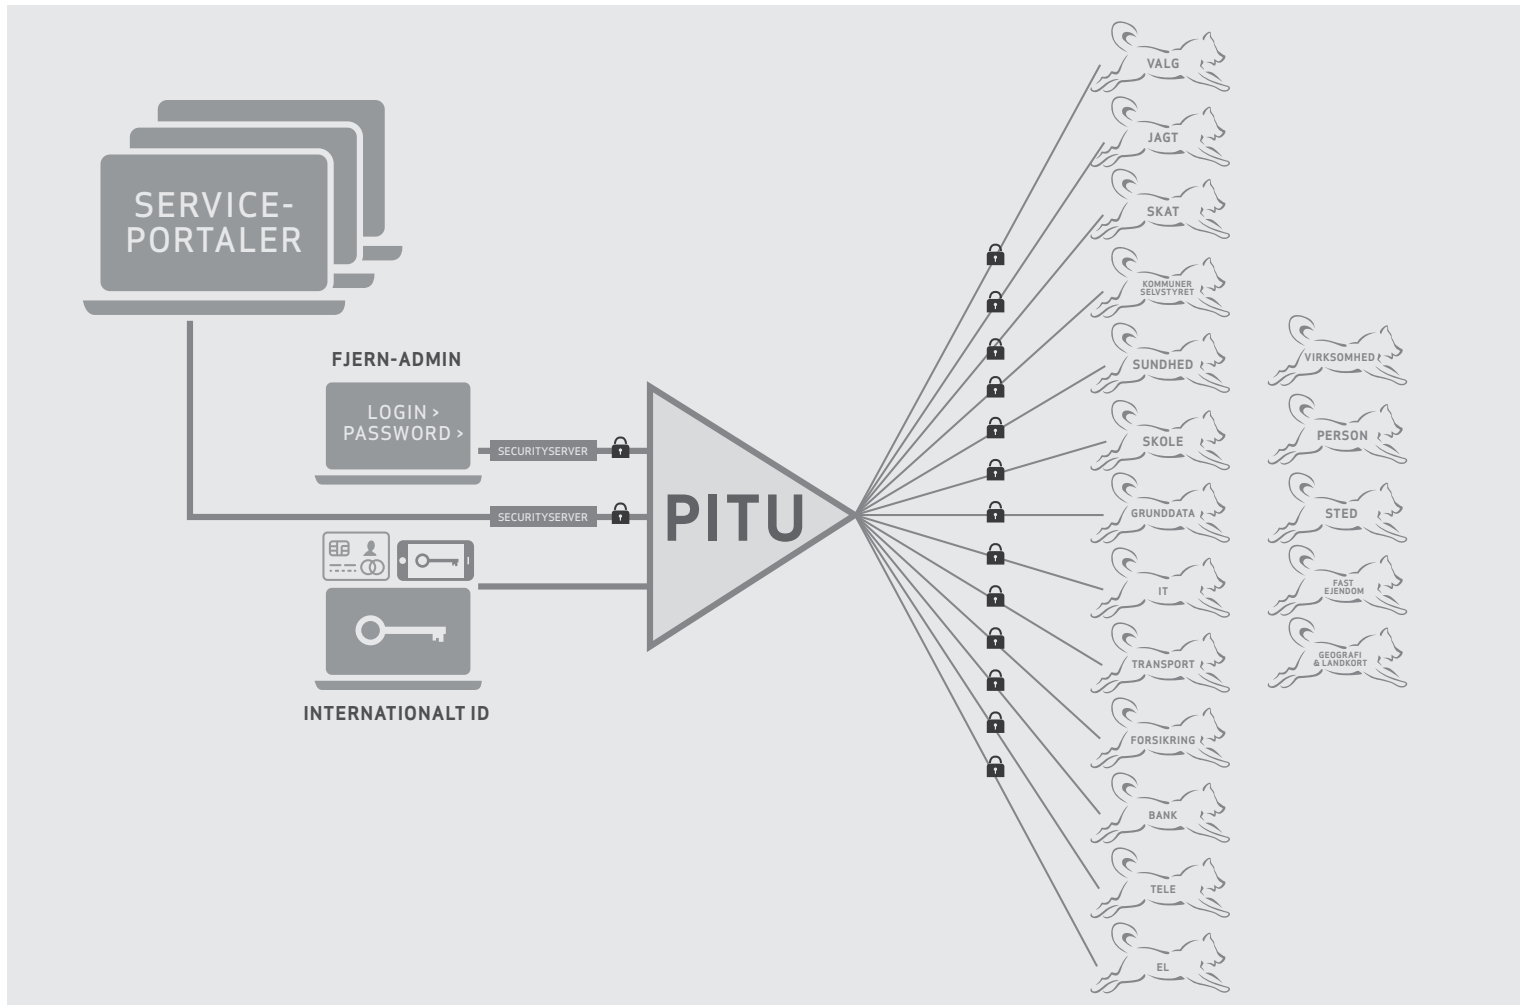 SERVICE-
PORTALER
FJERN-ADMIN
LOGIN >
PASSWORD >
SECURITYSERVER
SECURITYSERVER
INTERNATIONALT ID
PITU
VALG
JAGT
SKAT
KOMMUNER
SELVSTYRET
SUNDHED
SKOLE
GRUNDDATA
IT
TRANSPORT
FORSIKRING
BANK
TELE
EL
VIRKSOMHED
PERSON
STED
FAST
EJENDOM
GEOGRAFI
& LANDKORT